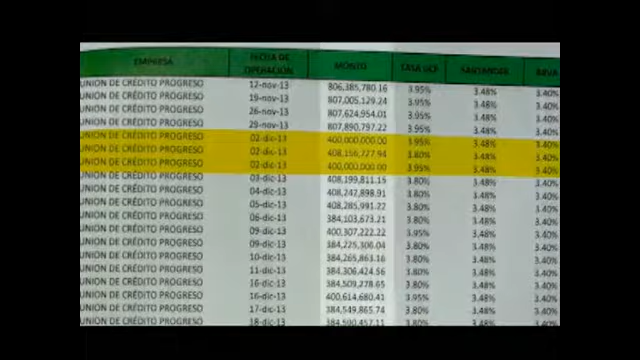 EMPRESA FECHA DE OPERACIÓN MONTO TASA UCP SANTANDER BBVA
UNION DE CRÉDITO PROGRESO 12-nov-13 806,385,780.16 3.95% 3.48% 3.40%
UNION DE CRÉDITO PROGRESO 19-nov-13 807,005,129.24 3.95% 3.48% 3.40%
UNION DE CRÉDITO PROGRESO 26-nov-13 807,624,954.01 3.95% 3.48% 3.40%
UNION DE CRÉDITO PROGRESO 29-nov-13 807,890,797.22 3.95% 3.48% 3.40%
UNION DE CRÉDITO PROGRESO 02-dic-13 400,000,000.00 3.95% 3.48% 3.40%
UNION DE CRÉDITO PROGRESO 02-dic-13 408,156,727.94 3.80% 3.48% 3.40%
UNION DE CRÉDITO PROGRESO 02-dic-13 400,000,000.00 3.95% 3.48% 3.40%
UNION DE CRÉDITO PROGRESO 03-dic-13 408,199,811.15 3.80% 3.48% 3.40%
UNION DE CRÉDITO PROGRESO 04-dic-13 408,242,898.91 3.80% 3.48% 3.40%
UNION DE CRÉDITO PROGRESO 05-dic-13 408,285,991.22 3.80% 3.48% 3.40%
UNION DE CRÉDITO PROGRESO 06-dic-13 384,103,673.21 3.80% 3.48% 3.40%
UNION DE CRÉDITO PROGRESO 09-dic-13 400,307,222.22 3.95% 3.48% 3.40%
UNION DE CRÉDITO PROGRESO 09-dic-13 384,225,306.04 3.80% 3.48% 3.40%
UNION DE CRÉDITO PROGRESO 10-dic-13 384,265,863.16 3.80% 3.48% 3.40%
UNION DE CRÉDITO PROGRESO 11-dic-13 384,306,424.56 3.80% 3.48% 3.40%
UNION DE CRÉDITO PROGRESO 16-dic-13 384,509,278.65 3.80% 3.48% 3.40%
UNION DE CRÉDITO PROGRESO 16-dic-13 400,614,680.41 3.95% 3.48% 3.40%
UNION DE CRÉDITO PROGRESO 17-dic-13 384,549,865.74 3.80% 3.48% 3.40%
UNION DE CRÉDITO PROGRESO 18-dic-13 384,590,457.11 3.80% 3.48% 3.40%